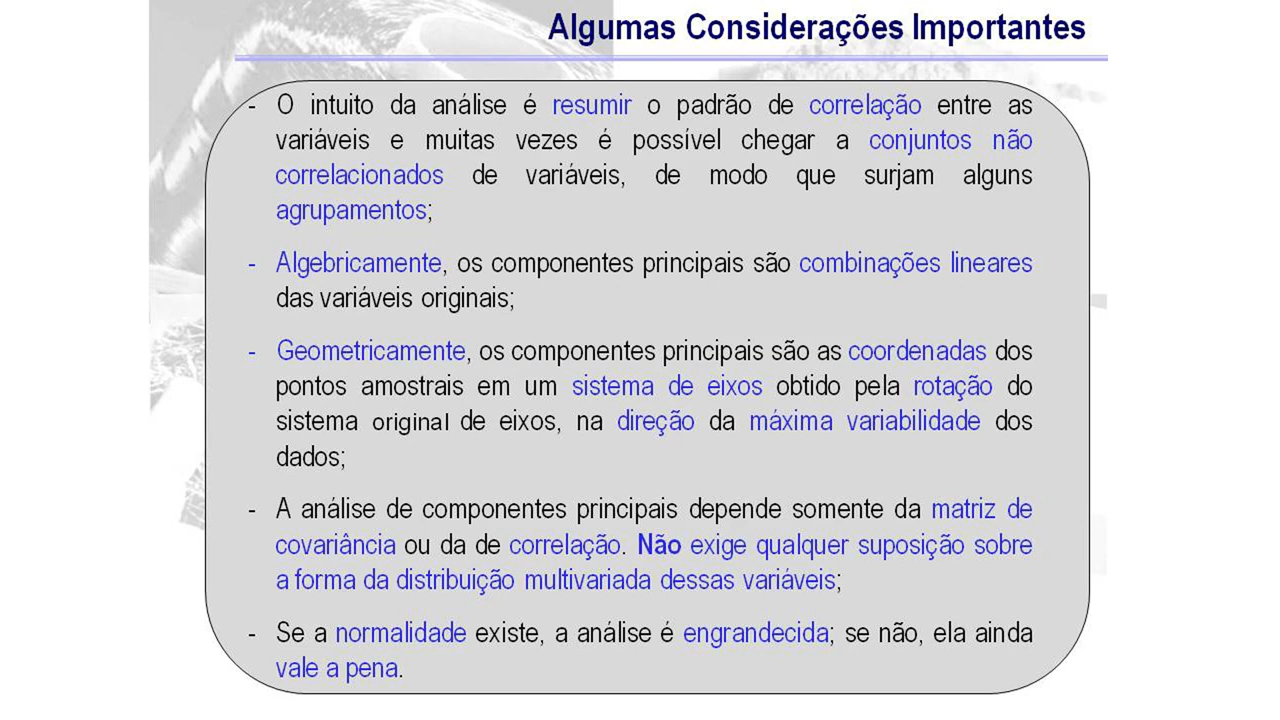 Algumas Considerações Importantes
- O intuito da análise é resumir o padrão de correlação entre as
variáveis e muitas vezes é possível chegar a conjuntos não
correlacionados de variáveis, de modo que surjam alguns
agrupamentos;
- Algebricamente, os componentes principais são combinações lineares
das variáveis originais;
- Geometricamente, os componentes principais são as coordenadas dos
pontos amostrais em um sistema de eixos obtido pela rotação do
sistema original de eixos, na direção da máxima variabilidade dos
dados;
- A análise de componentes principais depende somente da matriz de
covariância ou da de correlação. Não exige qualquer suposição sobre
a forma da distribuição multivariada dessas variáveis;
- Se a normalidade existe, a análise é engrandecida; se não, ela ainda
vale a pena.